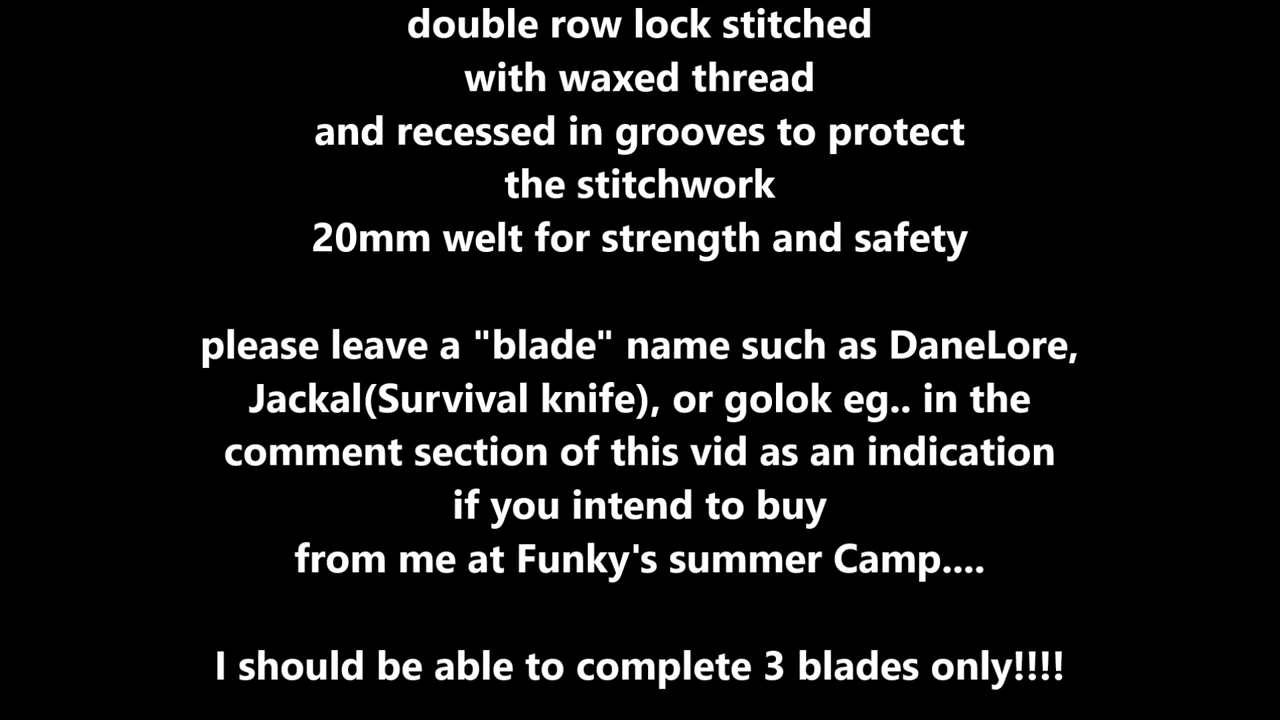 double row lock stitched
with waxed thread
and recessed in grooves to protect
the stitchwork
20mm welt for strength and safety
please leave a "blade" name such as DaneLore,
Jackal(Survival knife), or golok eg.. in the
comment section of this vid as an indication
if you intend to buy
from me at Funky's summer Camp....
I should be able to complete 3 blades only!!!!